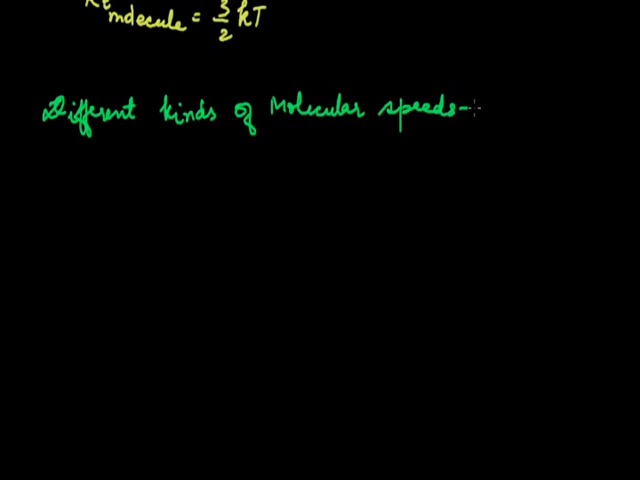 KE molecule = 3/2 kT
Different kinds of Molecular speeds-